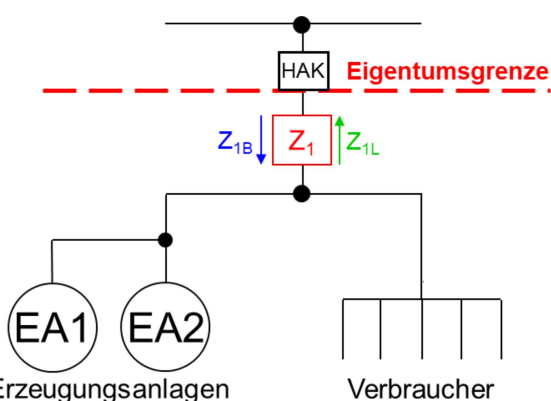 HAK
Eigentumsgrenze
Z1B
Z1
Z1L
EA1
EA2
Erzeugungsanlagen
Verbraucher